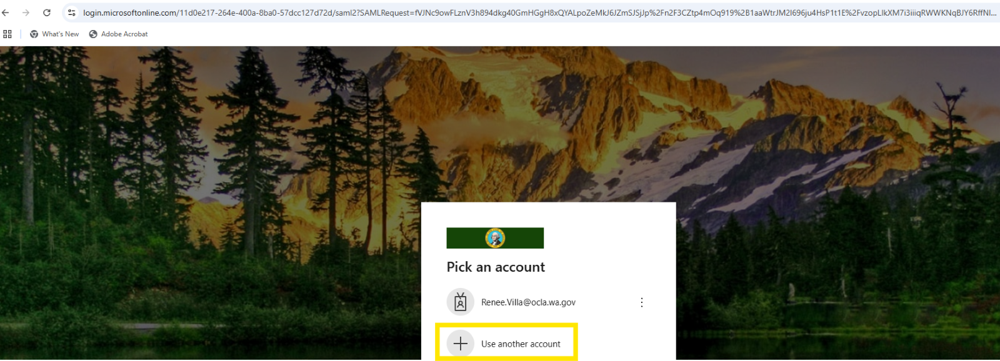 login.microsoftonline.com/11d0e217-264e-400a-8ba0-57dcc127d72d/saml2?SAMLRequest=fVJNc9owFLznV3h894dkg40GmHGgH8xQYALpoZeMkJ6JZmSJSjJp%2Fn2F3CZtp4mOq919%2B1aaWtrJM2l696ju4HsP1t1E%2FvzopLIkXM7i3iiiqRWWKNqBJY6RffNl...
What's New
Adobe Acrobat
Pick an account
Renee.Villa@ocla.wa.gov
Use another account